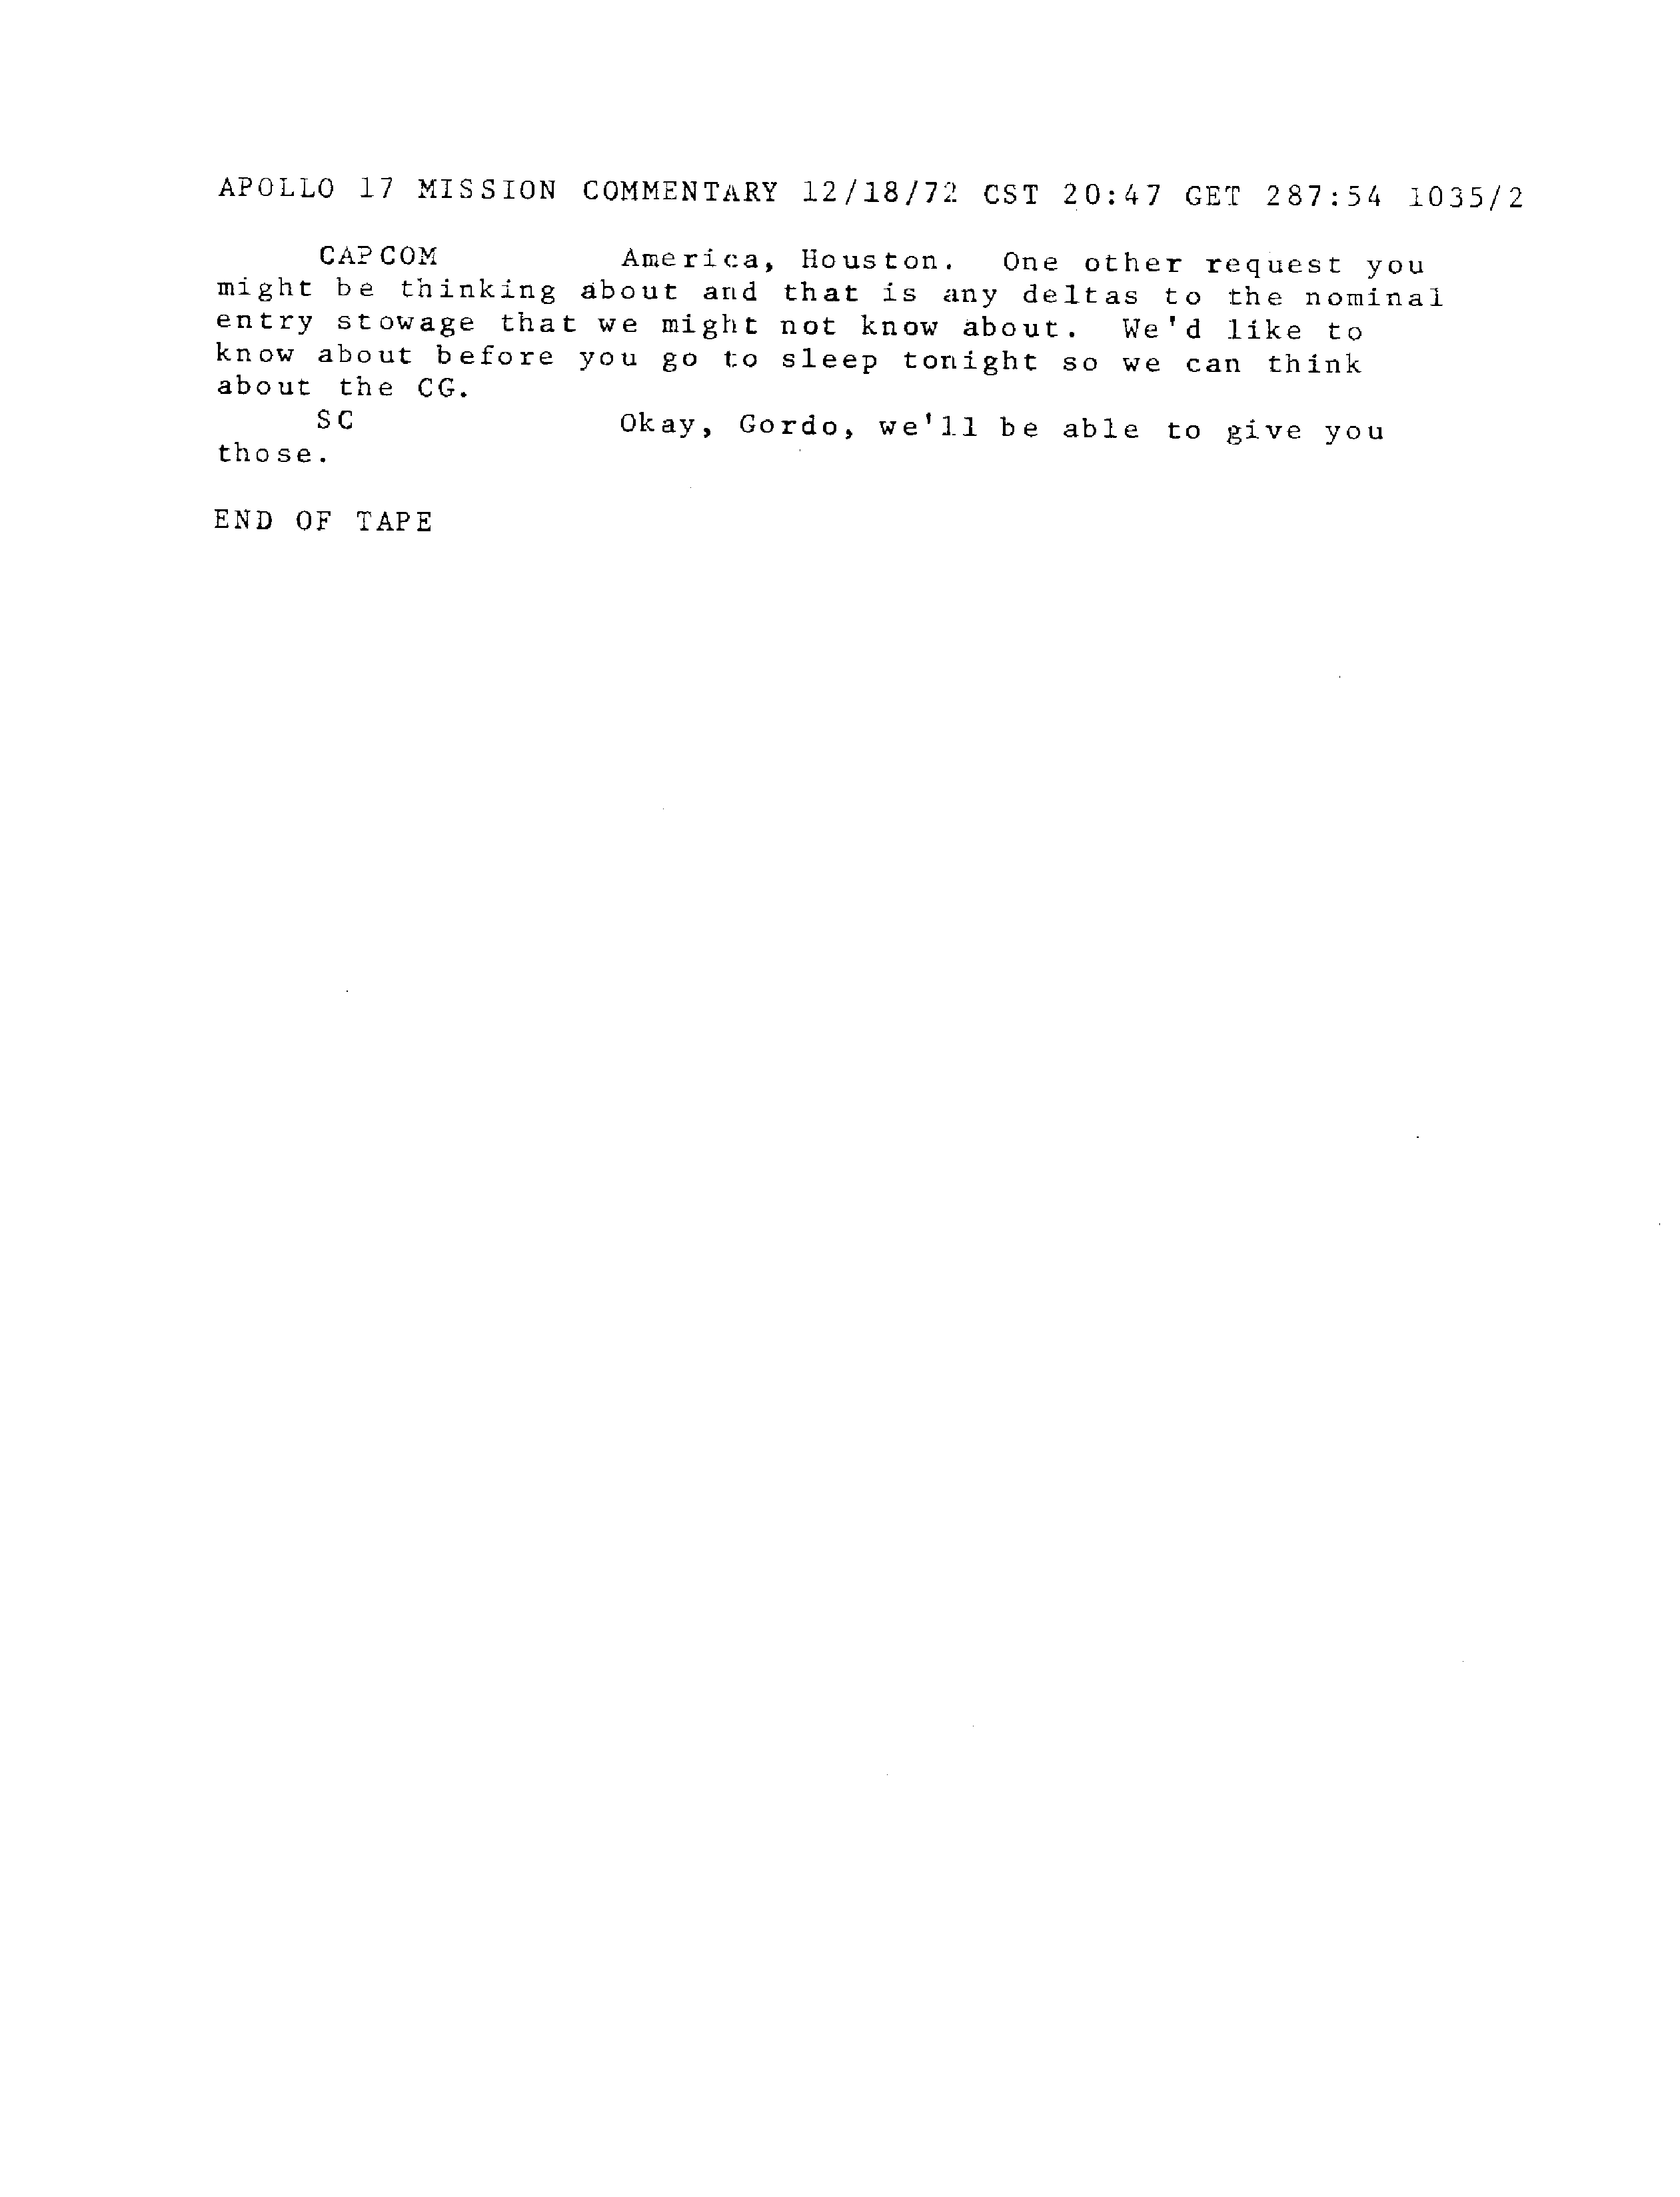 APOLLO 17 MISSION COMMENTARY 12/18/72 CST 20:47 GET 287:54 1035/2
CAPCOM America, Houston. One other request you
might be thinking about and that is any deltas to the nominal
entry stowage that we might not know about. We'd like to
know about before you go to sleep tonight so we can think
about the CG.
SC Okay, Gordo, we'll be able to give you
those.
END OF TAPE